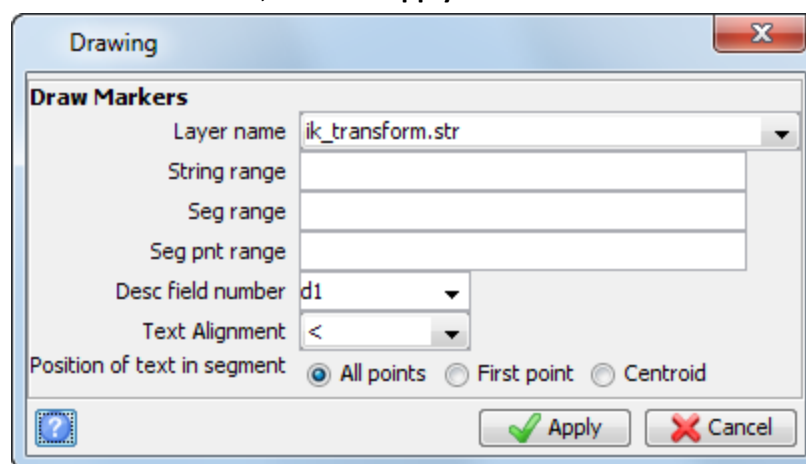 Drawing
Draw Markers
Layer name ik_transform.str
String range
Seg range
Seg pnt range
Desc field number d1
Text Alignment <
Position of text in segment All points First point Centroid
? Apply Cancel